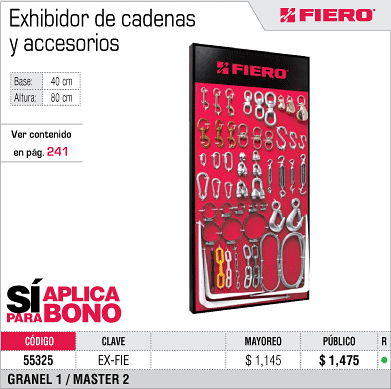 Exhibidor de cadenas
y accesorios
FIERO
Base: 40 cm
Altura: 80 cm
Ver contenido
en pág. 241
FIERO
SÍ APLICA
PARA BONO
CÓDIGO CLAVE MAYOREO PÚBLICO R
55325 EX-FIE $ 1,145 $ 1,475
GRANEL 1 / MASTER 2